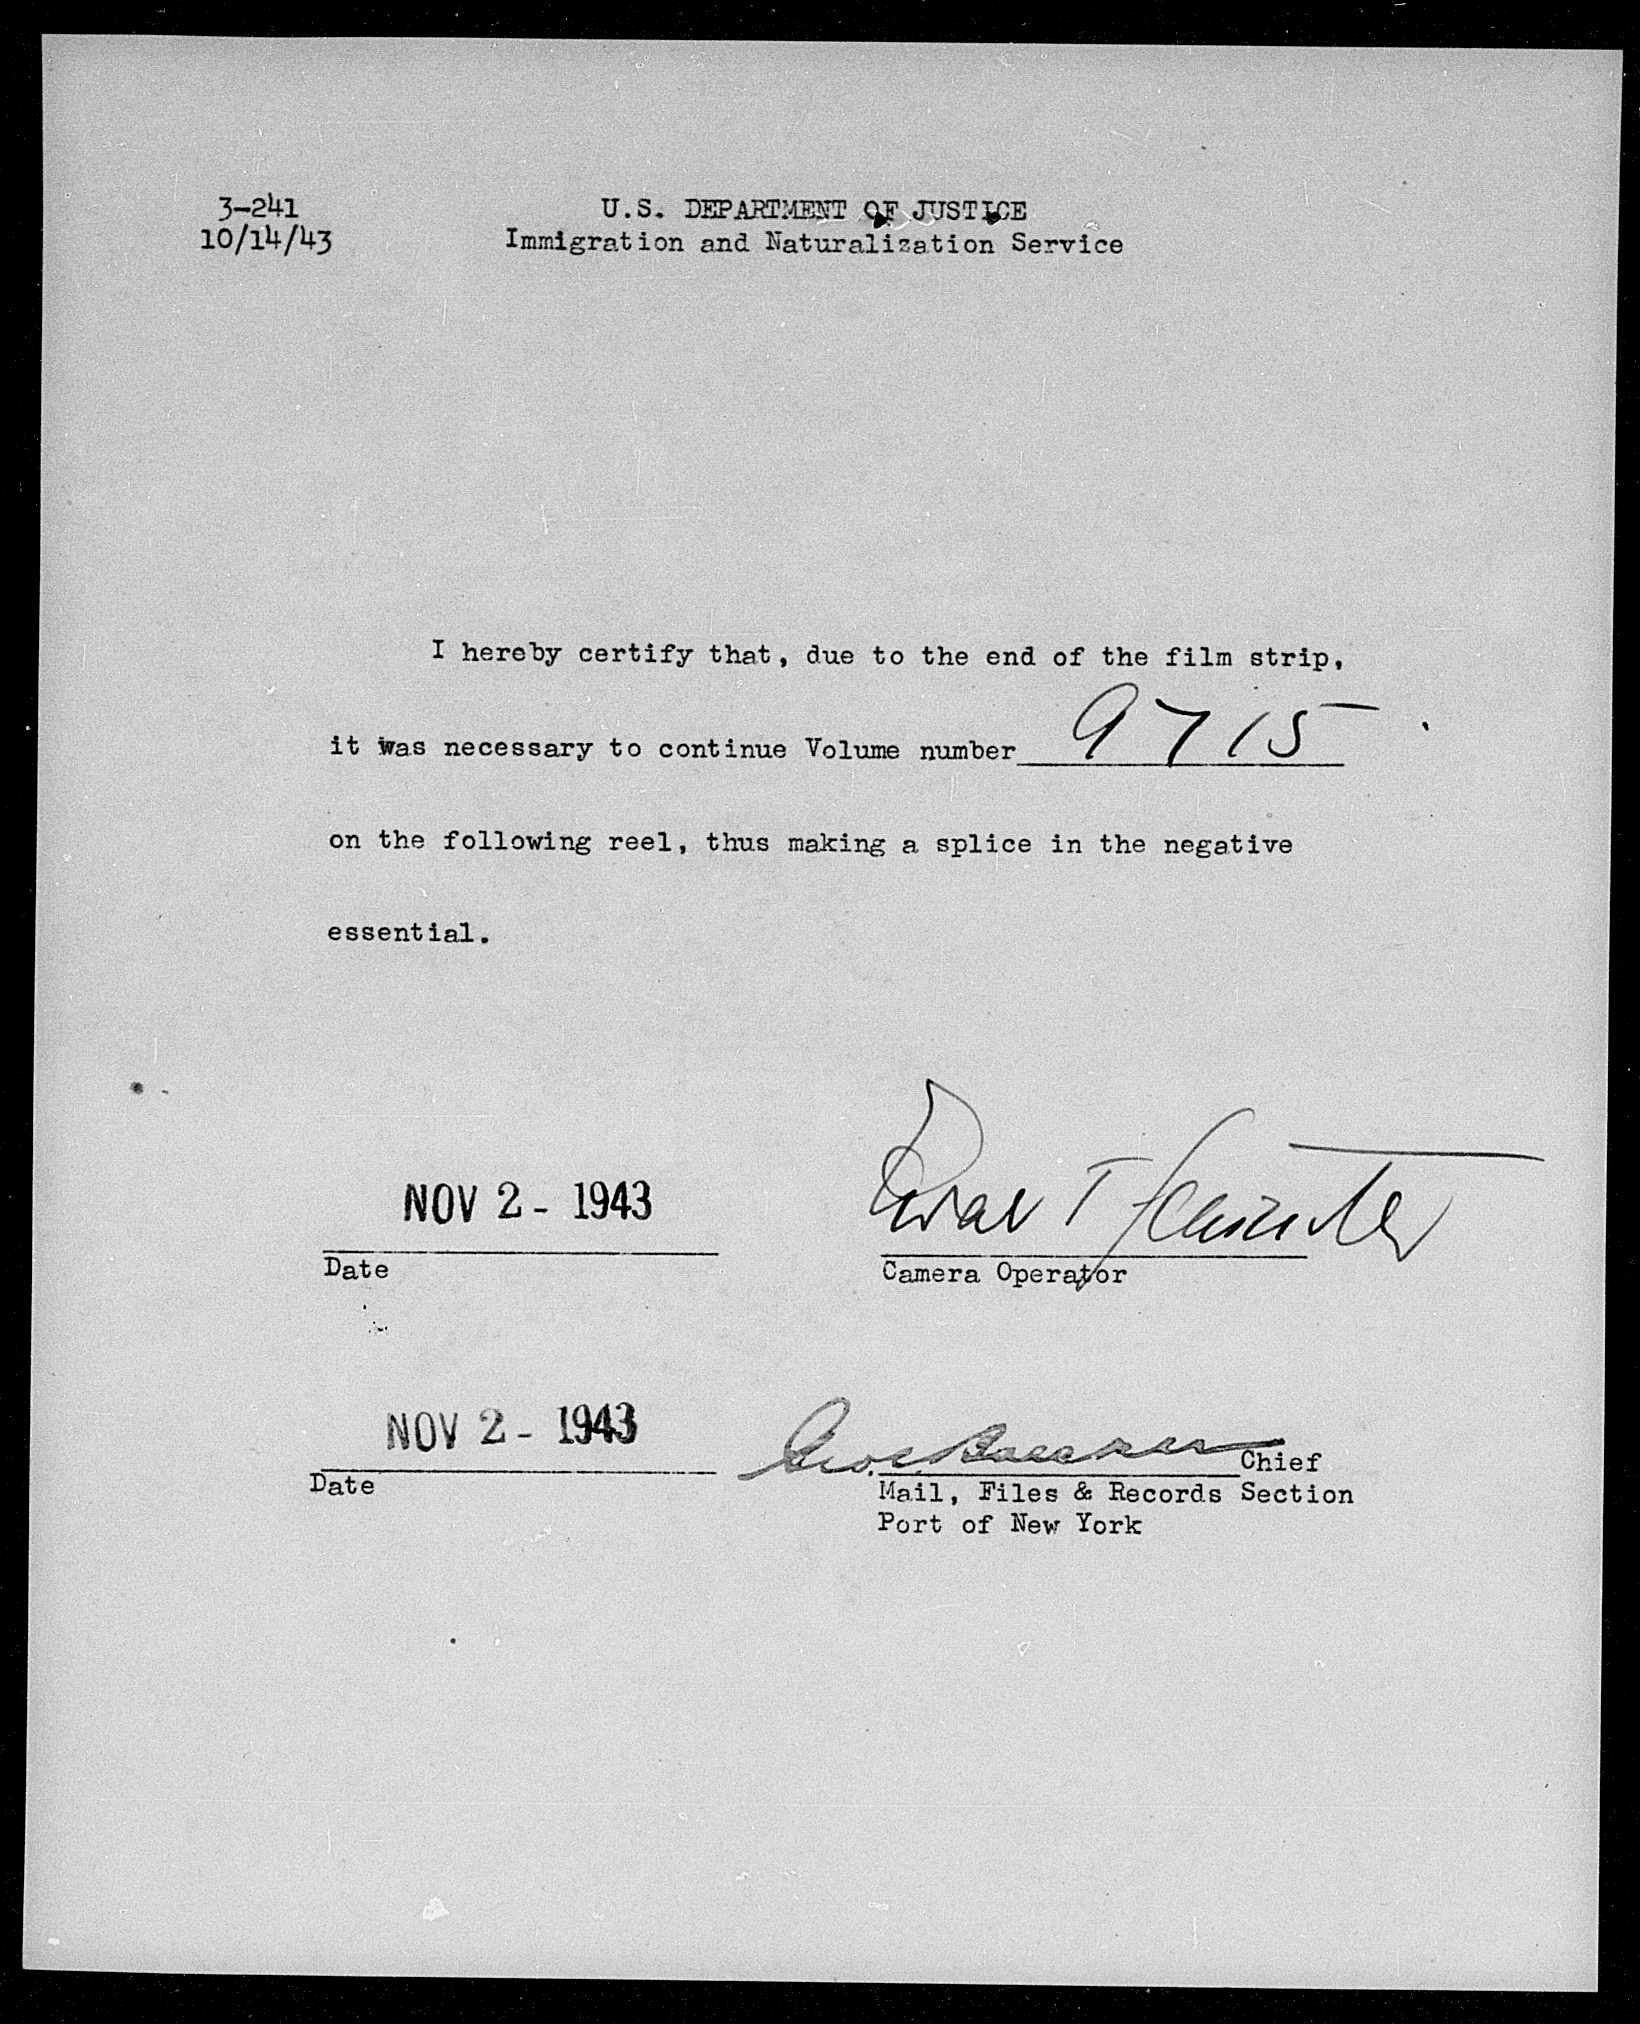 3-241
10/14/43
U.S. DEPARTMENT OF JUSTICE
Immigration and Naturalization Service
I hereby certify that, due to the end of the film strip,
it was necessary to continue Volume number 9715
on the following reel, thus making a splice in the negative
essential.
NOV 2 - 1943
Date
Camera Operator
NOV 2 - 1943
Date
Chief
Mail, Files & Records Section
Port of New York